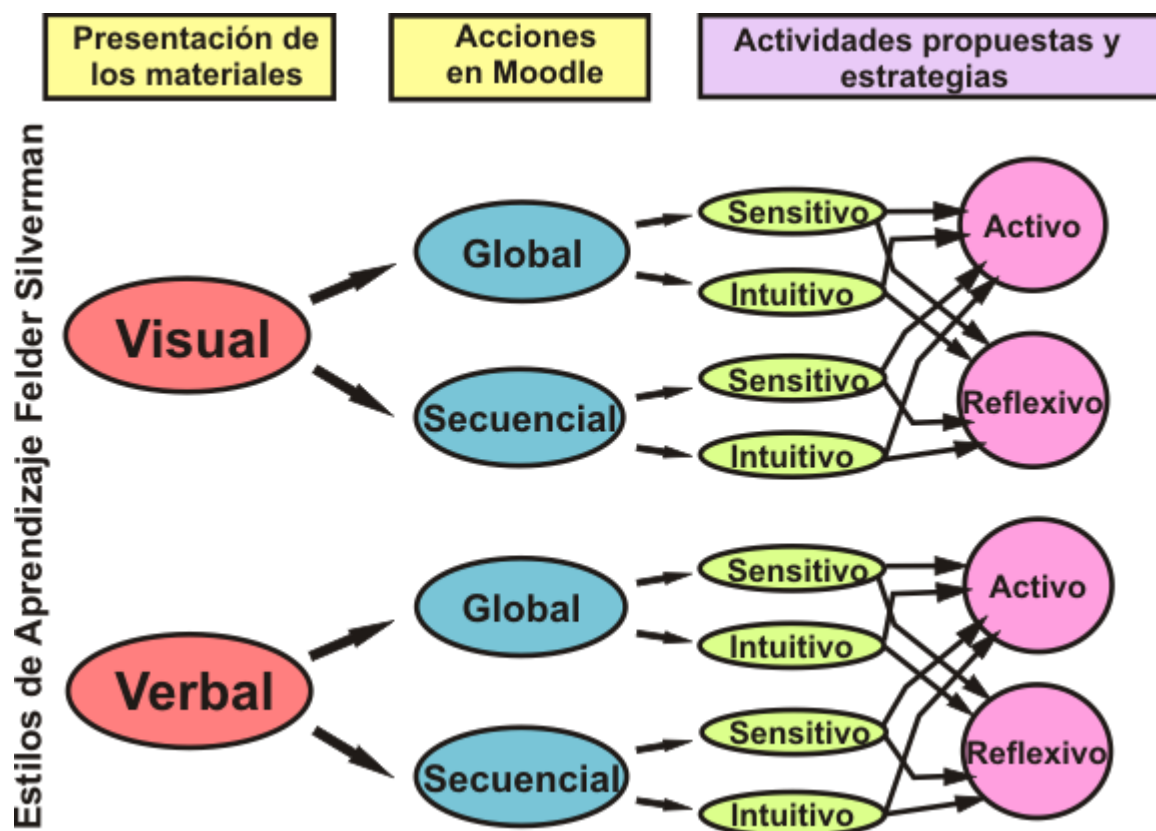 Presentación de
los materiales
Acciones
en Moodle
Actividades propuestas y
estrategias
Estilos de Aprendizaje Felder Silverman
Visual
Global
Secuencial
Sensitivo
Intuitivo
Sensitivo
Intuitivo
Activo
Reflexivo
Verbal
Global
Secuencial
Sensitivo
Intuitivo
Sensitivo
Intuitivo
Activo
Reflexivo